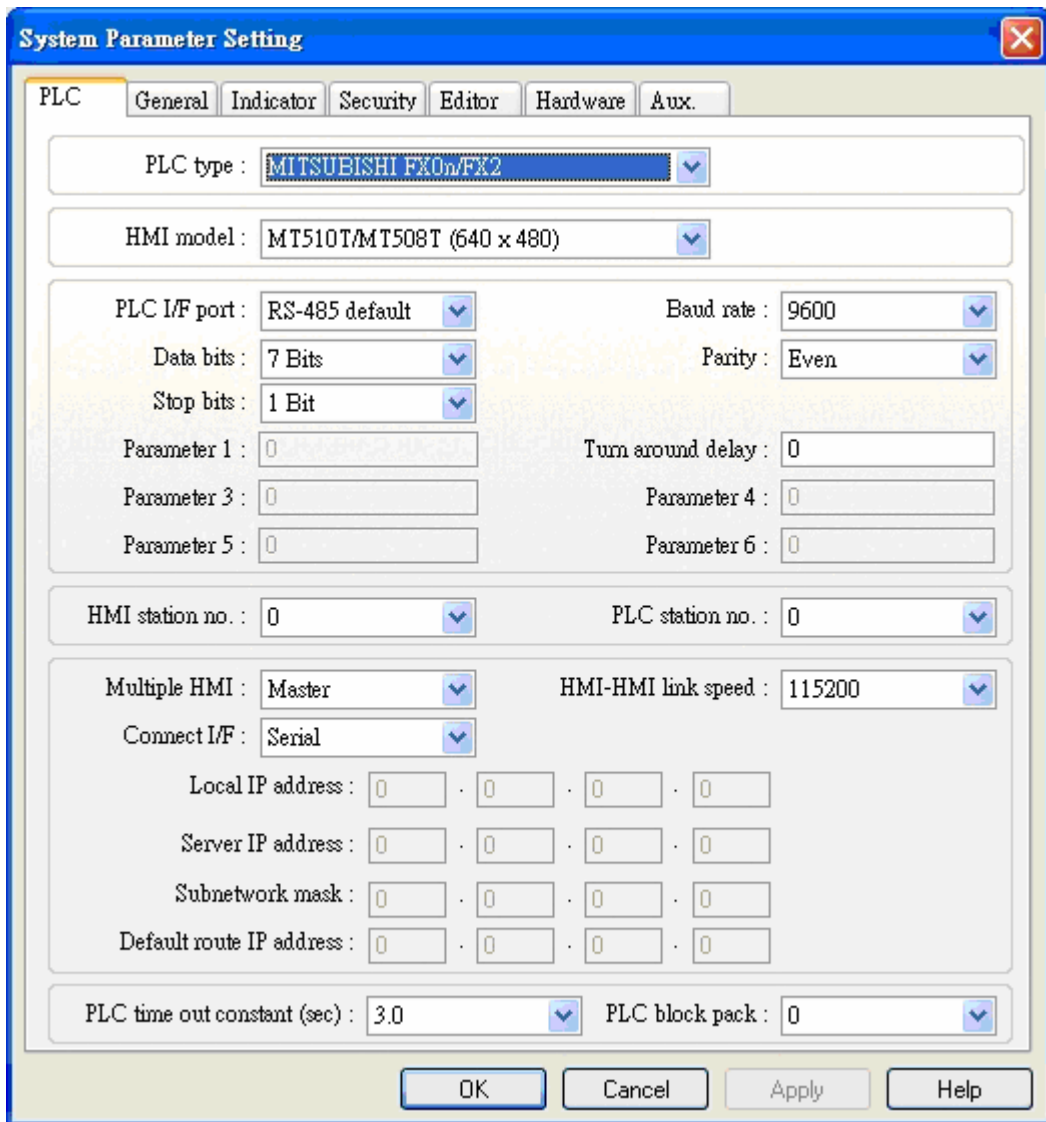 System Parameter Setting
PLC General Indicator Security Editor Hardware Aux.
PLC type : MITSUBISHI FX0n/FX2
HMI model : MT510T/MT508T (640 x 480)
PLC I/F port : RS-485 default Baud rate : 9600
Data bits : 7 Bits Parity : Even
Stop bits : 1 Bit
Parameter 1 : 0 Turn around delay : 0
Parameter 3 : 0 Parameter 4 : 0
Parameter 5 : 0 Parameter 6 : 0
HMI station no. : 0 PLC station no. : 0
Multiple HMI : Master HMI-HMI link speed : 115200
Connect I/F : Serial
Local IP address : 0 . 0 . 0 . 0
Server IP address : 0 . 0 . 0 . 0
Subnetwork mask : 0 . 0 . 0 . 0
Default route IP address : 0 . 0 . 0 . 0
PLC time out constant (sec) : 3.0 PLC block pack : 0
OK Cancel Apply Help